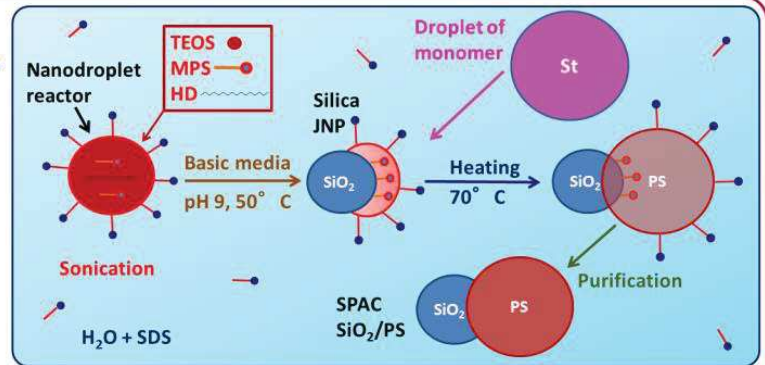 TEOS
MPS
HD
Nanodroplet
reactor
Droplet of
monomer
St
Silica
JNP
Basic media
pH 9, 50° C
SiO₂
Heating
70° C
SiO₂
PS
Sonication
Purification
SPAC
SiO₂/PS
SiO₂
PS
H₂O + SDS